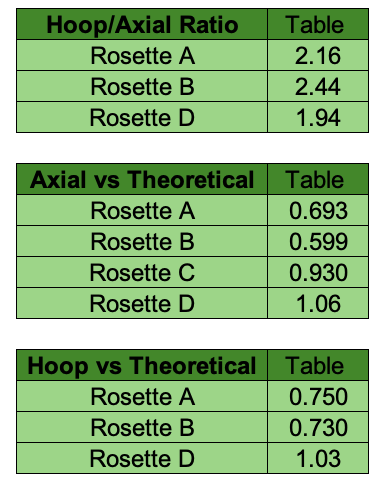 Hoop/Axial Ratio Table
Rosette A 2.16
Rosette B 2.44
Rosette D 1.94
Axial vs Theoretical Table
Rosette A 0.693
Rosette B 0.599
Rosette C 0.930
Rosette D 1.06
Hoop vs Theoretical Table
Rosette A 0.750
Rosette B 0.730
Rosette D 1.03